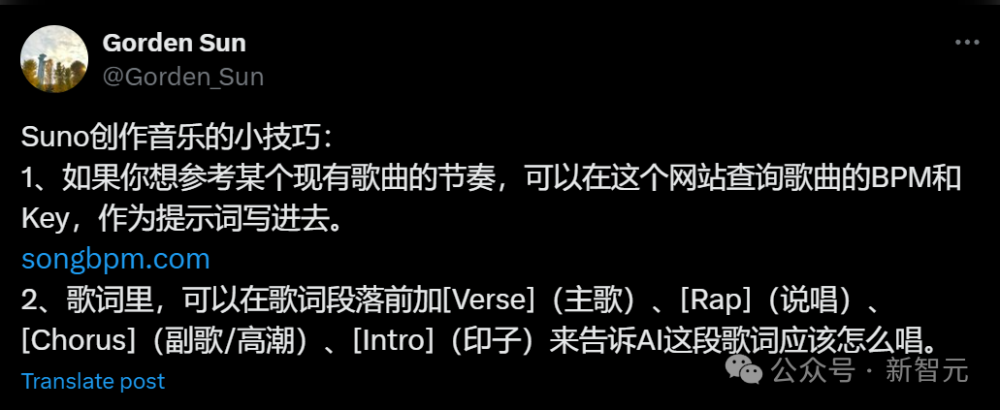 Gorden Sun
@Gorden_Sun
Suno创作音乐的小技巧：
1、如果你想参考某个现有歌曲的节奏，可以在这个网站查询歌曲的BPM和
Key，作为提示词写进去。
songbpm.com
2、歌词里，可以在歌词段落前加[Verse]（主歌）、[Rap]（说唱）、
[Chorus]（副歌/高潮）、[Intro]（印子）来告诉AI这段歌词应该怎么唱。
Translate post
公众号 · 新智元